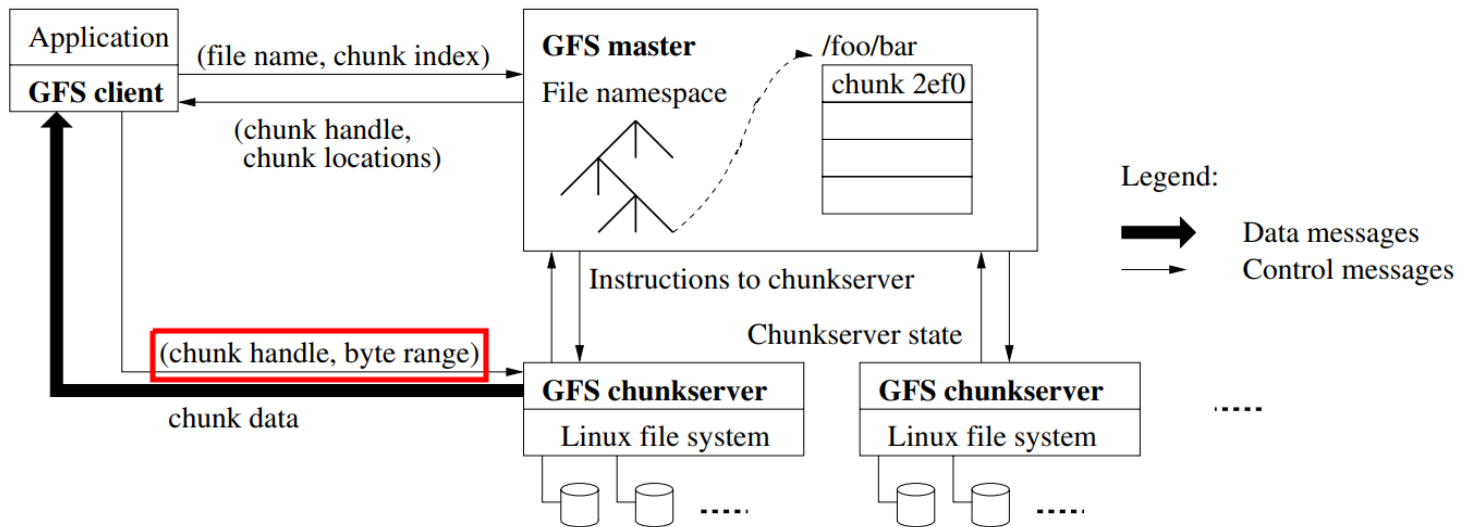 Application
GFS client
(file name, chunk index)
(chunk handle,
chunk locations)
GFS master
File namespace
/foo/bar
chunk 2ef0
Legend:
Data messages
Control messages
Instructions to chunkserver
Chunkserver state
(chunk handle, byte range)
chunk data
GFS chunkserver
Linux file system
GFS chunkserver
Linux file system